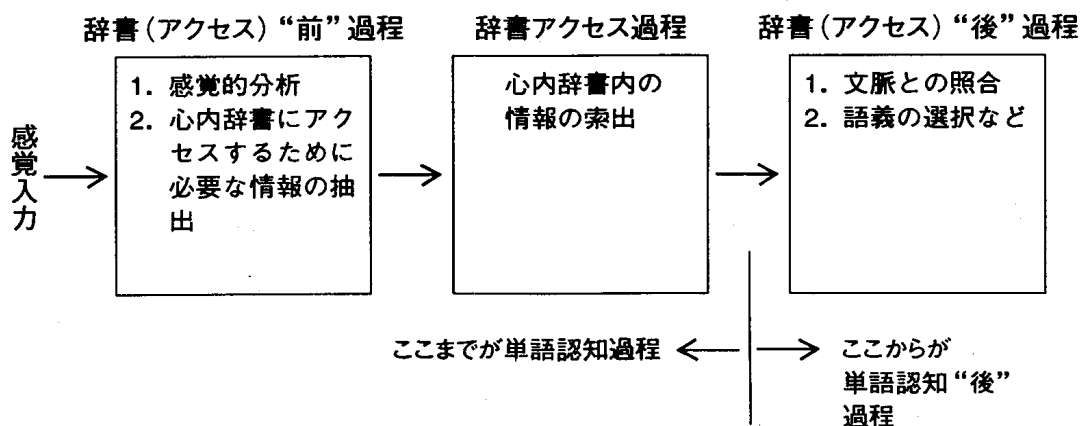 辞書（アクセス）“前”過程
辞書アクセス過程
辞書（アクセス）“後”過程
感覚入力
1. 感覚的分析
2. 心内辞書にアク
セスするために
必要な情報の抽
出
心内辞書内の
情報の索出
1. 文脈との照合
2. 語義の選択など
ここまでが単語認知過程
ここからが
単語認知“後”
過程